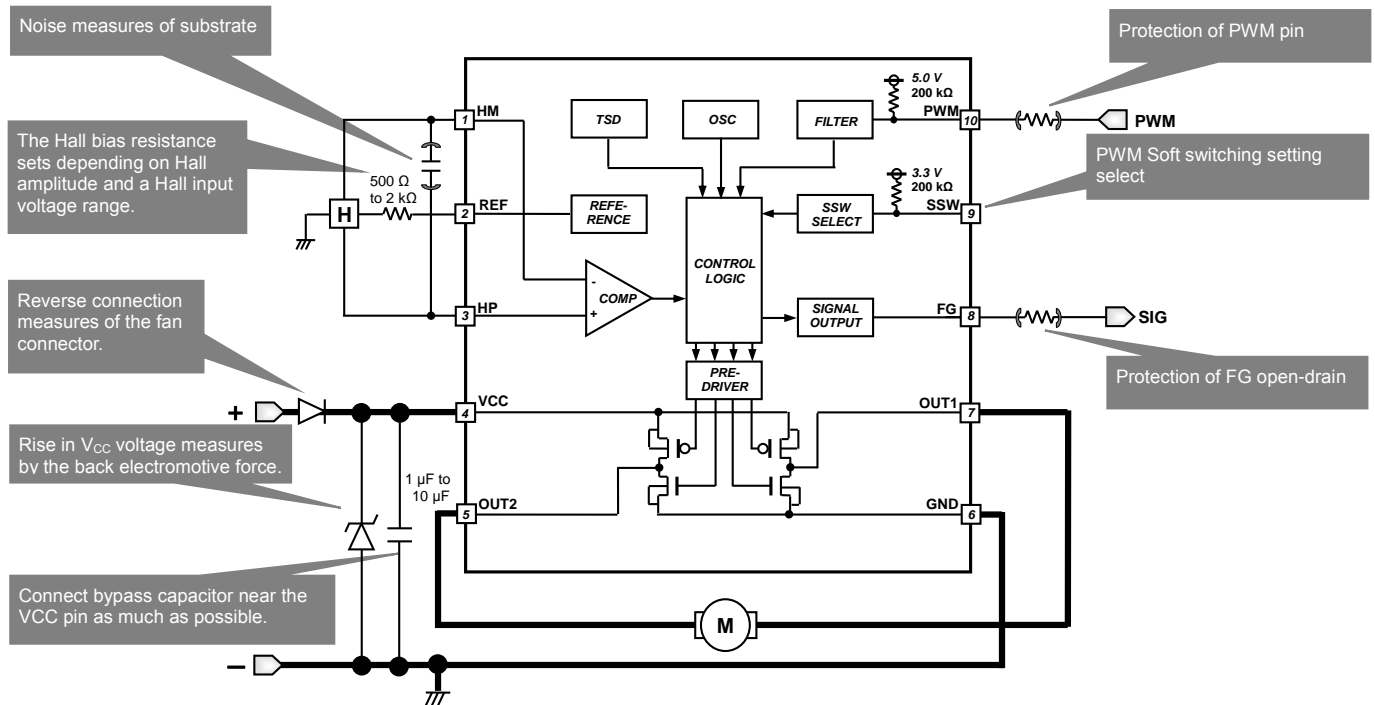 Noise measures of substrate
The Hall bias resistance
sets depending on Hall
amplitude and a Hall input
voltage range.
500 Ω
to 2 kΩ
H
Reverse connection
measures of the fan
connector.
+
Rise in VCC voltage measures
by the back electromotive force.
1 µF to
10 µF
Connect bypass capacitor near the
VCC pin as much as possible.
−
1
HM
2
REF
3
HP
4
VCC
5
OUT2
TSD
OSC
FILTER
5.0 V
200 kΩ
PWM
10
REFE-
RENCE
CONTROL
LOGIC
SSW
SELECT
3.3 V
200 kΩ
SSW
9
-
+
COMP
SIGNAL
OUTPUT
FG
8
PRE-
DRIVER
OUT1
7
GND
6
M
Protection of PWM pin
PWM
PWM Soft switching setting
select
SIG
Protection of FG open-drain